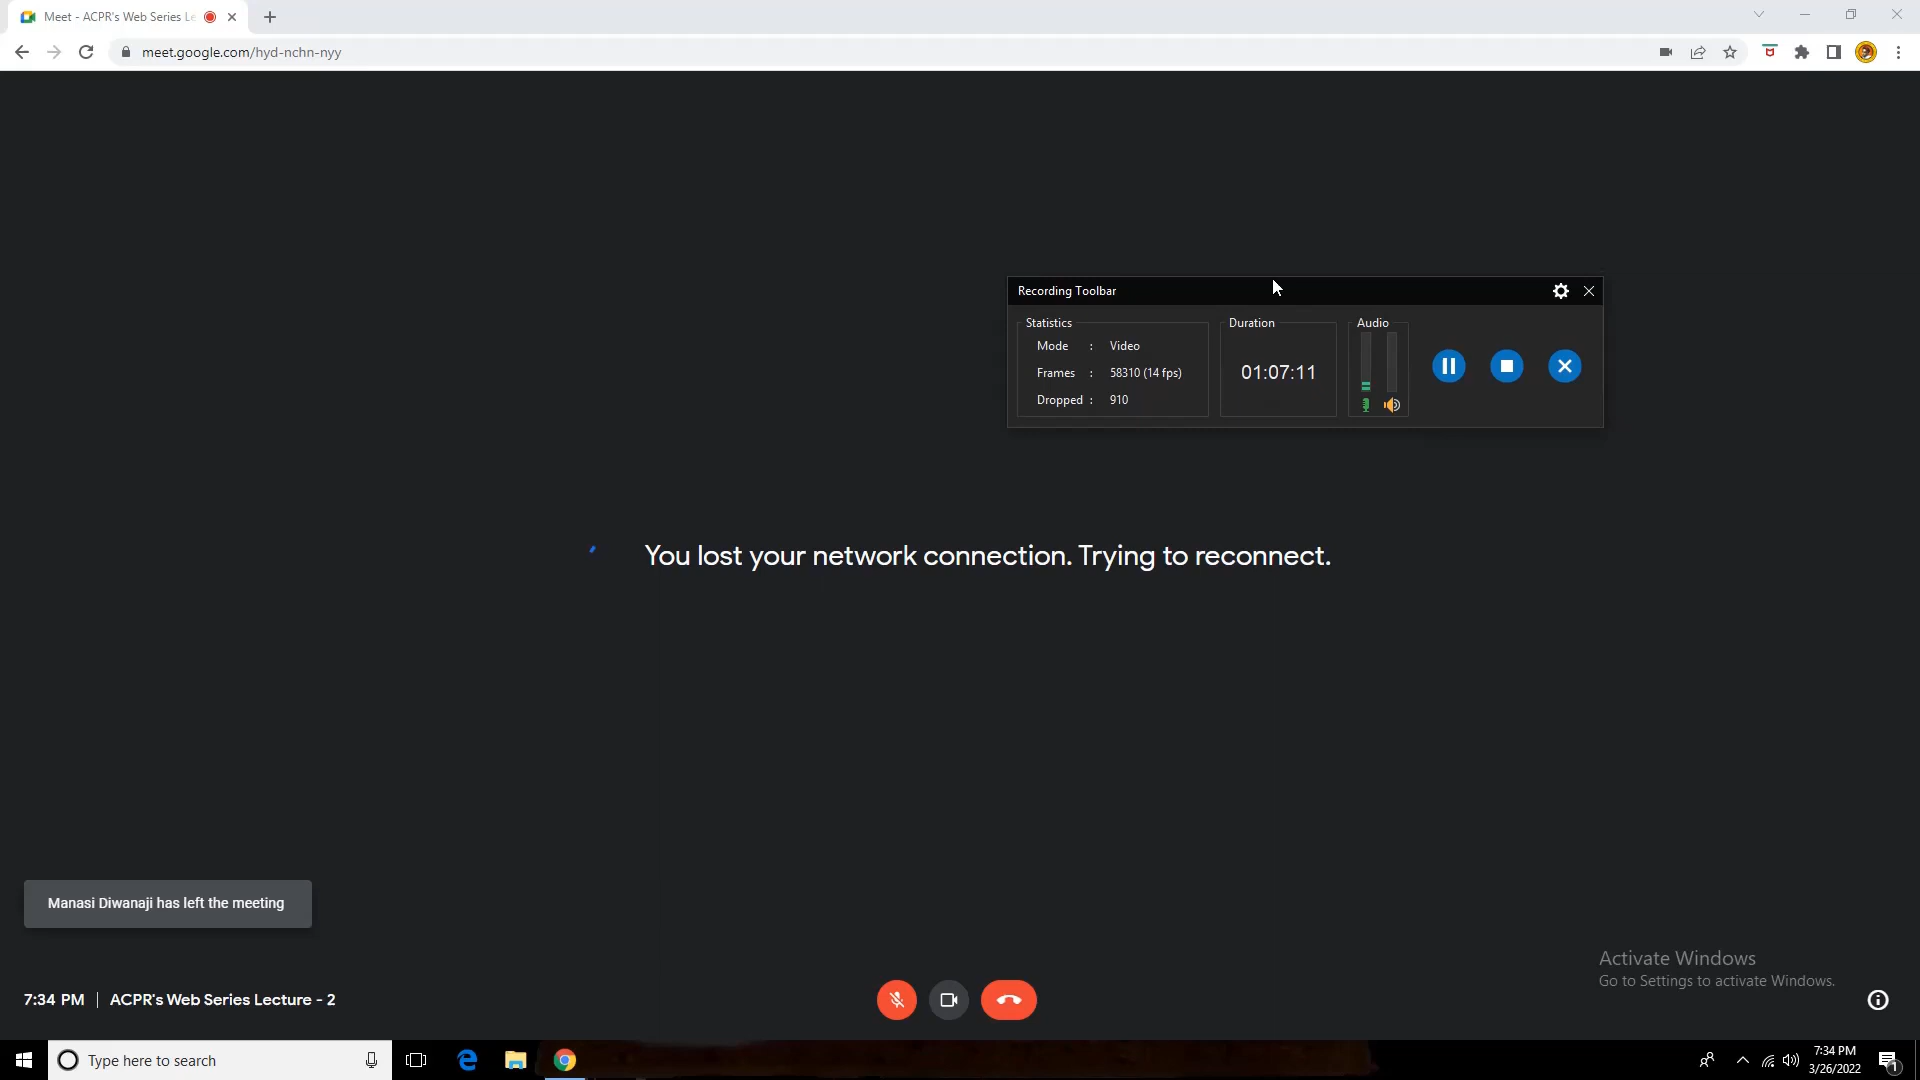 Meet - ACPR's Web Series Le
meet.google.com/hyd-nchn-nyy
Recording Toolbar
Statistics
Mode : Video
Frames : 58310 (14 fps)
Dropped : 910
Duration
01:07:11
Audio
You lost your network connection. Trying to reconnect.
Manasi Diwanaji has left the meeting
Activate Windows
Go to Settings to activate Windows.
7:34 PM | ACPR's Web Series Lecture - 2
Type here to search
7:34 PM
3/26/2022
1